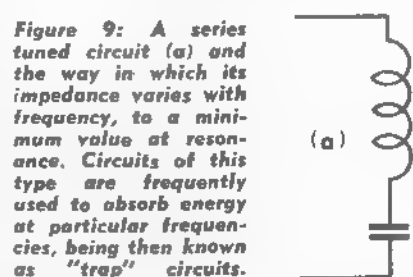 Figure 9: A series
tuned circuit (a) and
the way in which its
impedance varies with
frequency, to a mini-
mum value at reson-
ance. Circuits of this
type are frequently
used to absorb energy
at particular frequen-
cies, being then known
as "trap" circuits.
(a)